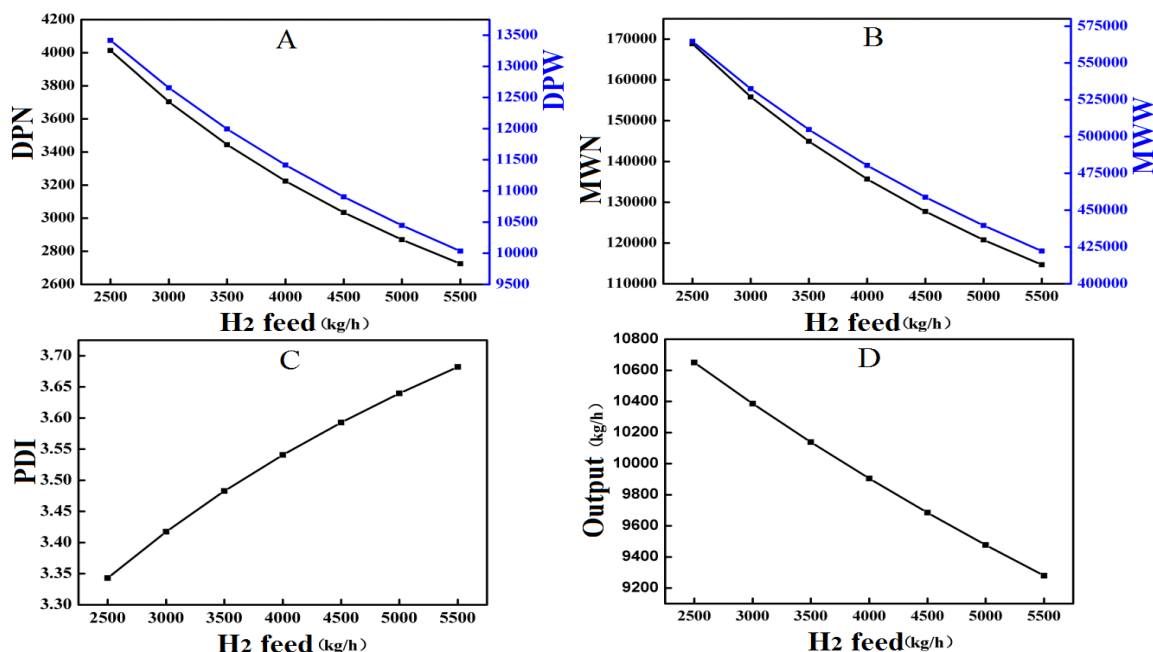 A
DPN
4200
4000
3800
3600
3400
3200
3000
2800
2600
13500
13000
12500
12000
11500
11000
10500
10000
9500
DPW
2500 3000 3500 4000 4500 5000 5500
H2 feed (kg/h)
B
MWN
170000
160000
150000
140000
130000
120000
110000
575000
550000
525000
500000
475000
450000
425000
400000
MWW
2500 3000 3500 4000 4500 5000 5500
H2 feed (kg/h)
C
PDI
3.70
3.65
3.60
3.55
3.50
3.45
3.40
3.35
3.30
2500 3000 3500 4000 4500 5000 5500
H2 feed (kg/h)
D
Output (kg/h)
10800
10600
10400
10200
10000
9800
9600
9400
9200
2500 3000 3500 4000 4500 5000 5500
H2 feed (kg/h)